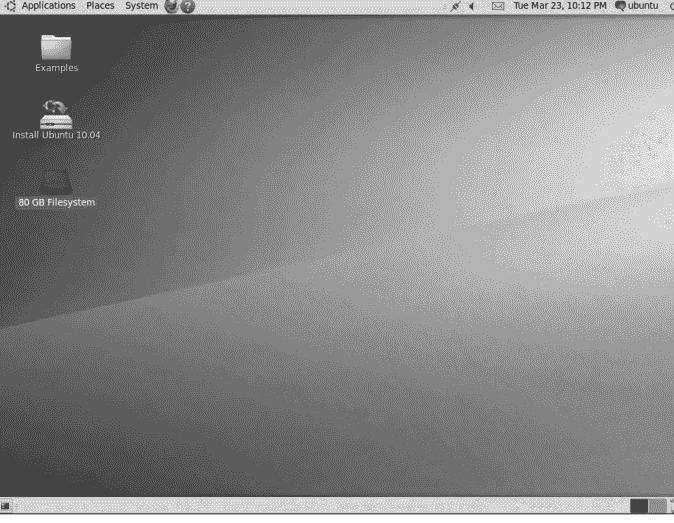 Applications Places System
Tue Mar 23, 10:12 PM ubuntu
Examples
Install Ubuntu 10.04
80 GB Filesystem